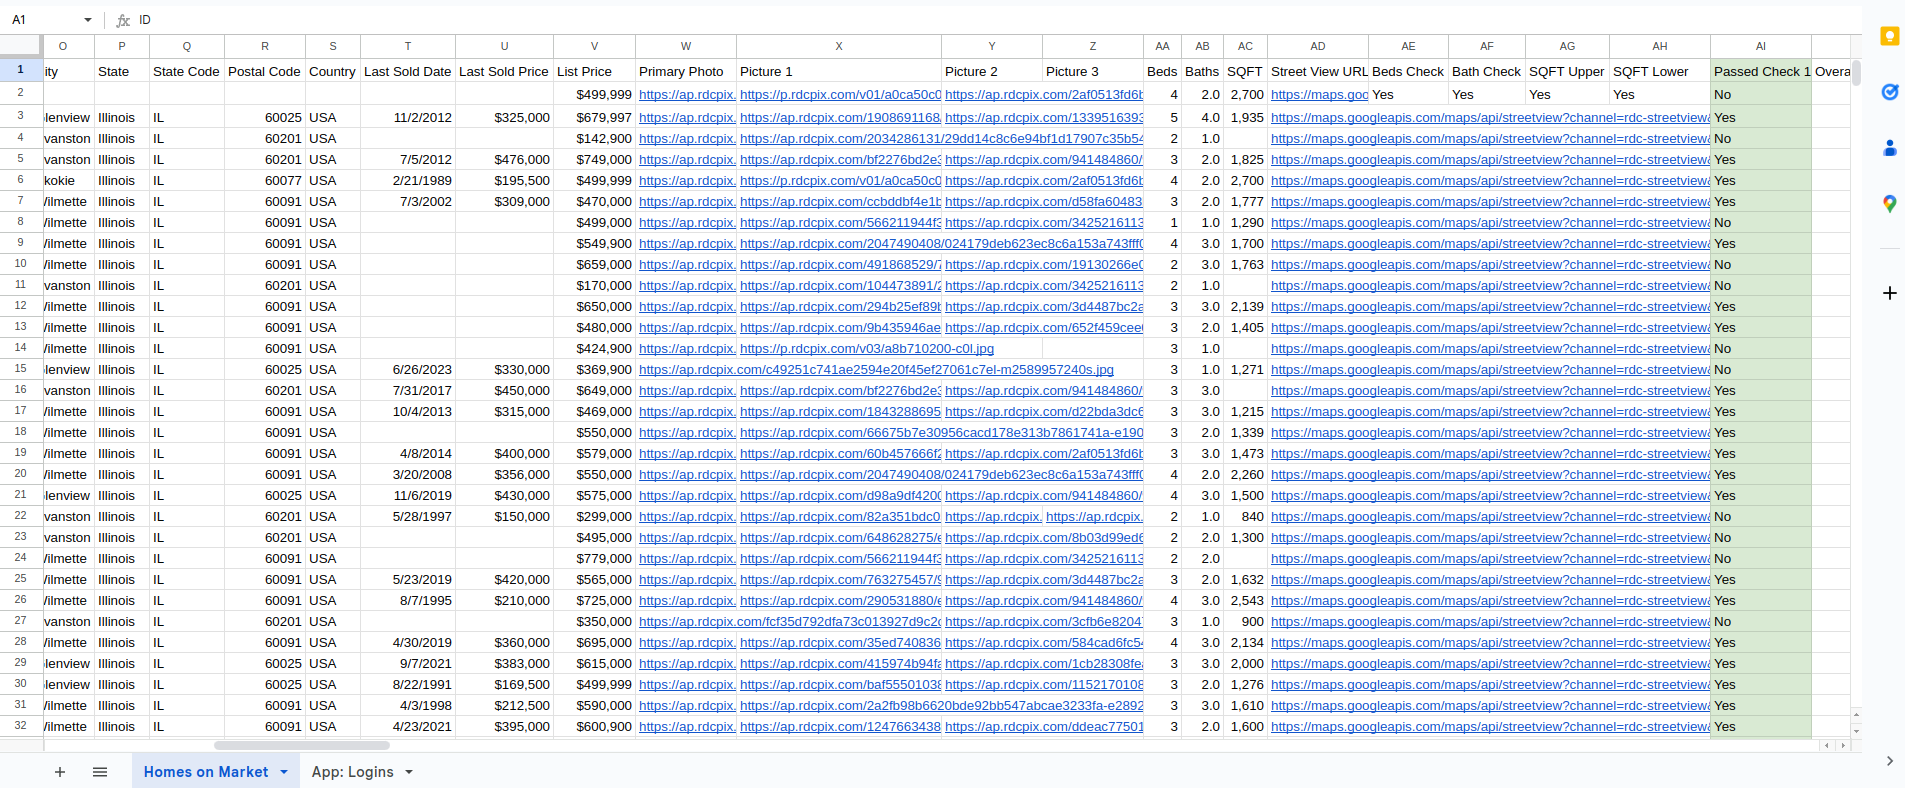 A1 fx ID
O P Q R S T U V W X Y Z AA AB AC AD AE AF AG AH AI
1 ity State State Code Postal Code Country Last Sold Date Last Sold Price List Price Primary Photo Picture 1 Picture 2 Picture 3 Beds Baths SQFT Street View URL Beds Check Bath Check SQFT Upper SQFT Lower Passed Check 1 Overa
2 $499,999 https://ap.rdcpix. https://p.rdcpix.com/v01/a0ca50c0 https://ap.rdcpix.com/2af0513fd6b 4 2.0 2,700 https://maps.goo Yes Yes Yes Yes No
3 lenview Illinois IL 60025 USA 11/2/2012 $325,000 $679,997 https://ap.rdcpix. https://ap.rdcpix.com/1908691168/ https://ap.rdcpix.com/1339516393 5 4.0 1,935 https://maps.googleapis.com/maps/api/streetview?channel=rdc-streetview& Yes
4 vanston Illinois IL 60201 USA $142,900 https://ap.rdcpix. https://ap.rdcpix.com/2034286131/29dd14c8c6e94bf1d17907c35b54 2 1.0 https://maps.googleapis.com/maps/api/streetview?channel=rdc-streetview& No
5 vanston Illinois IL 60201 USA 7/5/2012 $476,000 $749,000 https://ap.rdcpix. https://ap.rdcpix.com/bf2276bd2e3 https://ap.rdcpix.com/941484860/ 3 2.0 1,825 https://maps.googleapis.com/maps/api/streetview?channel=rdc-streetview& Yes
6 kokie Illinois IL 60077 USA 2/21/1989 $195,500 $499,999 https://ap.rdcpix. https://p.rdcpix.com/v01/a0ca50c0 https://ap.rdcpix.com/2af0513fd6b 4 2.0 2,700 https://maps.googleapis.com/maps/api/streetview?channel=rdc-streetview& Yes
7 Vilmette Illinois IL 60091 USA 7/3/2002 $309,000 $470,000 https://ap.rdcpix. https://ap.rdcpix.com/ccbddbf4e1b https://ap.rdcpix.com/d58fa60483 3 2.0 1,777 https://maps.googleapis.com/maps/api/streetview?channel=rdc-streetview& Yes
8 Vilmette Illinois IL 60091 USA $499,000 https://ap.rdcpix. https://ap.rdcpix.com/566211944f3 https://ap.rdcpix.com/3425216113 1 1.0 1,290 https://maps.googleapis.com/maps/api/streetview?channel=rdc-streetview& No
9 Vilmette Illinois IL 60091 USA $549,900 https://ap.rdcpix. https://ap.rdcpix.com/2047490408/024179deb623ec8c6a153a743fff0 4 3.0 1,700 https://maps.googleapis.com/maps/api/streetview?channel=rdc-streetview& Yes
10 Vilmette Illinois IL 60091 USA $659,000 https://ap.rdcpix. https://ap.rdcpix.com/491868529/7 https://ap.rdcpix.com/19130266e0 2 3.0 1,763 https://maps.googleapis.com/maps/api/streetview?channel=rdc-streetview& No
11 vanston Illinois IL 60201 USA $170,000 https://ap.rdcpix. https://ap.rdcpix.com/104473891/2 https://ap.rdcpix.com/3425216113 2 1.0 https://maps.googleapis.com/maps/api/streetview?channel=rdc-streetview& No
12 Vilmette Illinois IL 60091 USA $650,000 https://ap.rdcpix. https://ap.rdcpix.com/294b25ef89b https://ap.rdcpix.com/3d4487bc2a 3 3.0 2,139 https://maps.googleapis.com/maps/api/streetview?channel=rdc-streetview& Yes
13 Vilmette Illinois IL 60091 USA $480,000 https://ap.rdcpix. https://ap.rdcpix.com/9b435946ae https://ap.rdcpix.com/652f459cee 3 2.0 1,405 https://maps.googleapis.com/maps/api/streetview?channel=rdc-streetview& Yes
14 Vilmette Illinois IL 60091 USA $424,900 https://ap.rdcpix. https://p.rdcpix.com/v03/a8b710200-c0l.jpg 3 1.0 https://maps.googleapis.com/maps/api/streetview?channel=rdc-streetview& No
15 lenview Illinois IL 60025 USA 6/26/2023 $330,000 $369,900 https://ap.rdcpix.com/c49251c741ae2594e20f45ef27061c7el-m2589957240s.jpg 3 1.0 1,271 https://maps.googleapis.com/maps/api/streetview?channel=rdc-streetview& No
16 vanston Illinois IL 60201 USA 7/31/2017 $450,000 $649,000 https://ap.rdcpix. https://ap.rdcpix.com/bf2276bd2e3 https://ap.rdcpix.com/941484860/ 3 3.0 https://maps.googleapis.com/maps/api/streetview?channel=rdc-streetview& Yes
17 Vilmette Illinois IL 60091 USA 10/4/2013 $315,000 $469,000 https://ap.rdcpix. https://ap.rdcpix.com/1843288695 https://ap.rdcpix.com/d22bda3dc6 3 3.0 1,215 https://maps.googleapis.com/maps/api/streetview?channel=rdc-streetview& Yes
18 Vilmette Illinois IL 60091 USA $550,000 https://ap.rdcpix. https://ap.rdcpix.com/66675b7e30956cacd178e313b7861741a-e190 3 2.0 1,339 https://maps.googleapis.com/maps/api/streetview?channel=rdc-streetview& Yes
19 Vilmette Illinois IL 60091 USA 4/8/2014 $400,000 $579,000 https://ap.rdcpix. https://ap.rdcpix.com/60b457666f2 https://ap.rdcpix.com/2af0513fd6b 3 3.0 1,473 https://maps.googleapis.com/maps/api/streetview?channel=rdc-streetview& Yes
20 Vilmette Illinois IL 60091 USA 3/20/2008 $356,000 $550,000 https://ap.rdcpix. https://ap.rdcpix.com/2047490408/024179deb623ec8c6a153a743fff0 4 2.0 2,260 https://maps.googleapis.com/maps/api/streetview?channel=rdc-streetview& Yes
21 lenview Illinois IL 60025 USA 11/6/2019 $430,000 $575,000 https://ap.rdcpix. https://ap.rdcpix.com/d98a9df4200 https://ap.rdcpix.com/941484860/ 4 3.0 1,500 https://maps.googleapis.com/maps/api/streetview?channel=rdc-streetview& Yes
22 vanston Illinois IL 60201 USA 5/28/1997 $150,000 $299,000 https://ap.rdcpix. https://ap.rdcpix.com/82a351bdc0 https://ap.rdcpix. https://ap.rdcpix. 2 1.0 840 https://maps.googleapis.com/maps/api/streetview?channel=rdc-streetview& No
23 vanston Illinois IL 60201 USA $495,000 https://ap.rdcpix. https://ap.rdcpix.com/648628275/e https://ap.rdcpix.com/8b03d99ed6 2 2.0 1,300 https://maps.googleapis.com/maps/api/streetview?channel=rdc-streetview& No
24 Vilmette Illinois IL 60091 USA $779,000 https://ap.rdcpix. https://ap.rdcpix.com/566211944f3 https://ap.rdcpix.com/3425216113 2 2.0 https://maps.googleapis.com/maps/api/streetview?channel=rdc-streetview& No
25 Vilmette Illinois IL 60091 USA 5/23/2019 $420,000 $565,000 https://ap.rdcpix. https://ap.rdcpix.com/763275457/9 https://ap.rdcpix.com/3d4487bc2a 3 2.0 1,632 https://maps.googleapis.com/maps/api/streetview?channel=rdc-streetview& Yes
26 Vilmette Illinois IL 60091 USA 8/7/1995 $210,000 $725,000 https://ap.rdcpix. https://ap.rdcpix.com/290531880/e https://ap.rdcpix.com/941484860/ 4 3.0 2,543 https://maps.googleapis.com/maps/api/streetview?channel=rdc-streetview& Yes
27 vanston Illinois IL 60201 USA $350,000 https://ap.rdcpix.com/fcf35d792dfa73c013927d9c2c https://ap.rdcpix.com/3cfb6e8204 3 1.0 900 https://maps.googleapis.com/maps/api/streetview?channel=rdc-streetview& No
28 Vilmette Illinois IL 60091 USA 4/30/2019 $360,000 $695,000 https://ap.rdcpix. https://ap.rdcpix.com/35ed740836 https://ap.rdcpix.com/584cad6fc54 4 3.0 2,134 https://maps.googleapis.com/maps/api/streetview?channel=rdc-streetview& Yes
29 lenview Illinois IL 60025 USA 9/7/2021 $383,000 $615,000 https://ap.rdcpix. https://ap.rdcpix.com/415974b94fa https://ap.rdcpix.com/1cb28308fe 3 3.0 2,000 https://maps.googleapis.com/maps/api/streetview?channel=rdc-streetview& Yes
30 lenview Illinois IL 60025 USA 8/22/1991 $169,500 $499,999 https://ap.rdcpix. https://ap.rdcpix.com/baf55501038 https://ap.rdcpix.com/1152170108 3 2.0 1,276 https://maps.googleapis.com/maps/api/streetview?channel=rdc-streetview& Yes
31 Vilmette Illinois IL 60091 USA 4/3/1998 $212,500 $590,000 https://ap.rdcpix. https://ap.rdcpix.com/2a2fb98b6620bde92bb547abcae3233fa-e2892 3 3.0 1,610 https://maps.googleapis.com/maps/api/streetview?channel=rdc-streetview& Yes
32 Vilmette Illinois IL 60091 USA 4/23/2021 $395,000 $600,900 https://ap.rdcpix. https://ap.rdcpix.com/1247663438 https://ap.rdcpix.com/ddeac77501 3 2.0 1,600 https://maps.googleapis.com/maps/api/streetview?channel=rdc-streetview& Yes
Homes on Market App: Logins